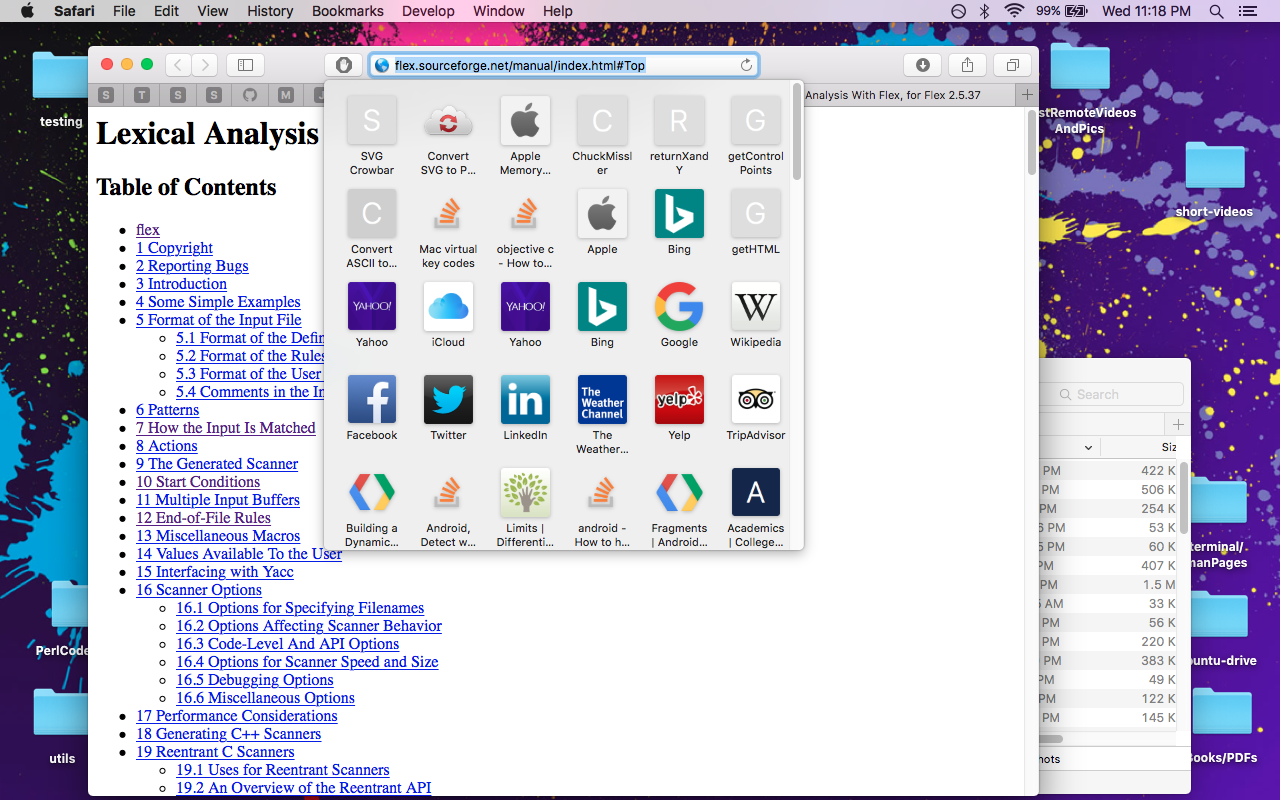 Safari File Edit View History Bookmarks Develop Window Help 99% Wed 11:18 PM
testing
flex.sourceforge.net/manual/index.html#Top
S T S S M J
Analysis With Flex, for Flex 2.5.37
Lexical Analysis
Table of Contents
flex
1 Copyright
2 Reporting Bugs
3 Introduction
4 Some Simple Examples
5 Format of the Input File
5.1 Format of the Defin
5.2 Format of the Rules
5.3 Format of the User
5.4 Comments in the In
6 Patterns
7 How the Input Is Matched
8 Actions
9 The Generated Scanner
10 Start Conditions
11 Multiple Input Buffers
12 End-of-File Rules
13 Miscellaneous Macros
14 Values Available To the User
15 Interfacing with Yacc
16 Scanner Options
16.1 Options for Specifying Filenames
16.2 Options Affecting Scanner Behavior
16.3 Code-Level And API Options
16.4 Options for Scanner Speed and Size
16.5 Debugging Options
16.6 Miscellaneous Options
17 Performance Considerations
18 Generating C++ Scanners
19 Reentrant C Scanners
19.1 Uses for Reentrant Scanners
19.2 An Overview of the Reentrant API
S C R G
SVG Convert Apple ChuckMissl returnXand getControl
Crowbar SVG to P... Memory... er Y Points
C G
Convert Mac virtual objective c Apple Bing getHTML
ASCII to... key codes - How to...
YAHOO! YAHOO! W
Yahoo iCloud Yahoo Bing Google Wikipedia
The
Weather
Channel
yelp
Facebook Twitter LinkedIn The Yelp TripAdvisor
Weather...
A
Building a Android, Limits | android - Fragments Academics
Dynamic... Detect w... Differenti... How to h... | Android... | College...
stRemoteVideos
AndPics
short-videos
Search
Siz
PM 422 K
PM 506 K
PM 254 K
6 PM 53 K
5 PM 60 K
PM 407 K
PM 1.5 M
5 AM 33 K
PM 56 K
PM 220 K
PM 383 K
PM 49 K
PM 122 K
PM 145 K
hots
terminal/
manPages
buntu-drive
Books/PDFs
PerlCode
utils